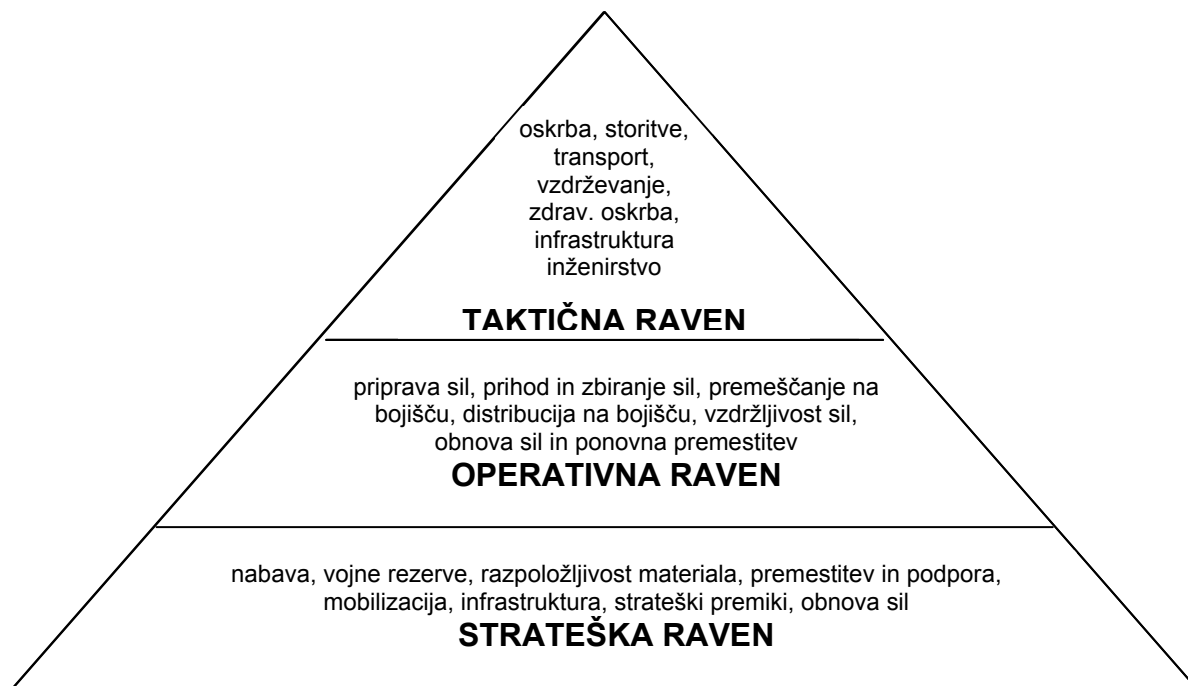 oskrba, storitve,
transport,
vzdrževanje,
zdrav. oskrba,
infrastruktura
inženirstvo
TAKTIČNA RAVEN
priprava sil, prihod in zbiranje sil, premeščanje na
bojišču, distribucija na bojišču, vzdržljivost sil,
obnova sil in ponovna premestitev
OPERATIVNA RAVEN
nabava, vojne rezerve, razpoložljivost materiala, premestitev in podpora,
mobilizacija, infrastruktura, strateški premiki, obnova sil
STRATEŠKA RAVEN